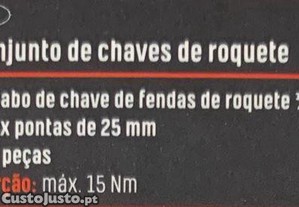 njunto de chaves de roquete
abo de chave de fendas de roquete
x pontas de 25 mm
peças
rção: máx. 15 Nm
CustoJusto.pt